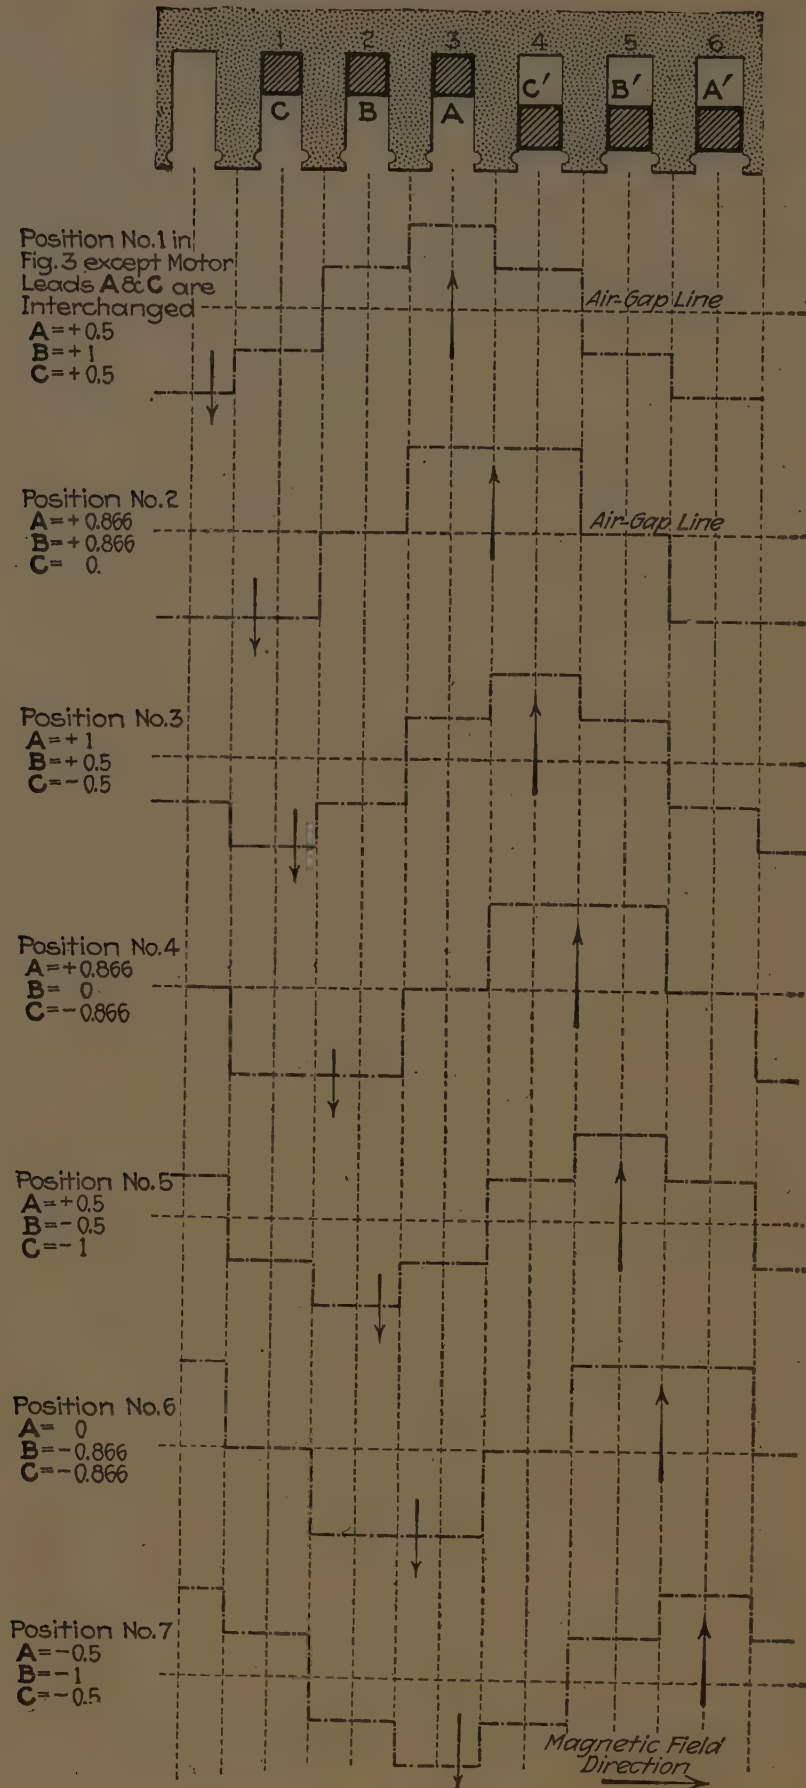 1 2 3 4 5 6
C B A C′ B′ A′
Position No.1 in
Fig.3 except Motor
Leads A & C are
Interchanged
A=+0.5
B=+1
C=+0.5
Air-Gap Line
Position No.2
A=+0.866
B=+0.866
C= 0.
Air-Gap Line
Position No.3
A=+1
B=+0.5
C=-0.5
Position No.4
A=+0.866
B= 0
C=-0.866
Position No.5
A=+0.5
B=-0.5
C=-1
Position No.6
A= 0
B=-0.866
C=-0.866
Position No.7
A=-0.5
B=-1
C=-0.5
Magnetic Field
Direction